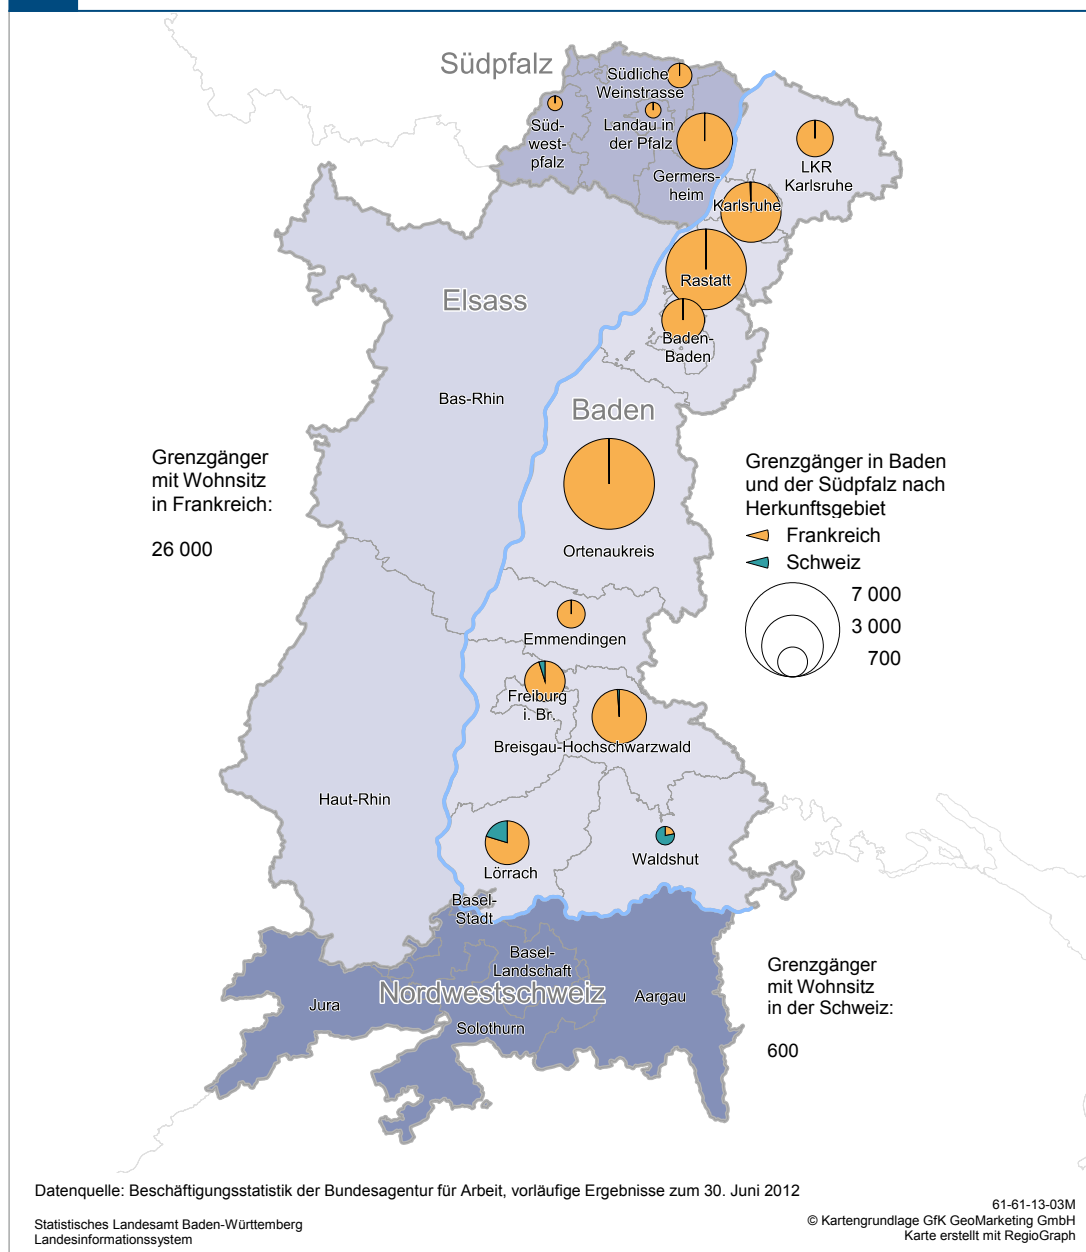 Südpfalz
Südliche
Weinstrasse
Süd-
west-
pfalz
Landau in
der Pfalz
Germers-
heim
LKR
Karlsruhe
Karlsruhe
Rastatt
Baden-
Baden
Elsass
Bas-Rhin
Baden
Grenzgänger
mit Wohnsitz
in Frankreich:
26 000
Ortenaukreis
Grenzgänger in Baden
und der Südpfalz nach
Herkunftsgebiet
Frankreich
Schweiz
7 000
3 000
700
Emmendingen
Freiburg
i. Br.
Breisgau-Hochschwarzwald
Haut-Rhin
Lörrach
Waldshut
Basel-
Stadt
Basel-
Landschaft
Nordwestschweiz
Jura
Aargau
Solothurn
Grenzgänger
mit Wohnsitz
in der Schweiz:
600
Datenquelle: Beschäftigungsstatistik der Bundesagentur für Arbeit, vorläufige Ergebnisse zum 30. Juni 2012
Statistisches Landesamt Baden-Württemberg
Landesinformationssystem
61-61-13-03M
© Kartengrundlage GfK GeoMarketing GmbH
Karte erstellt mit RegioGraph